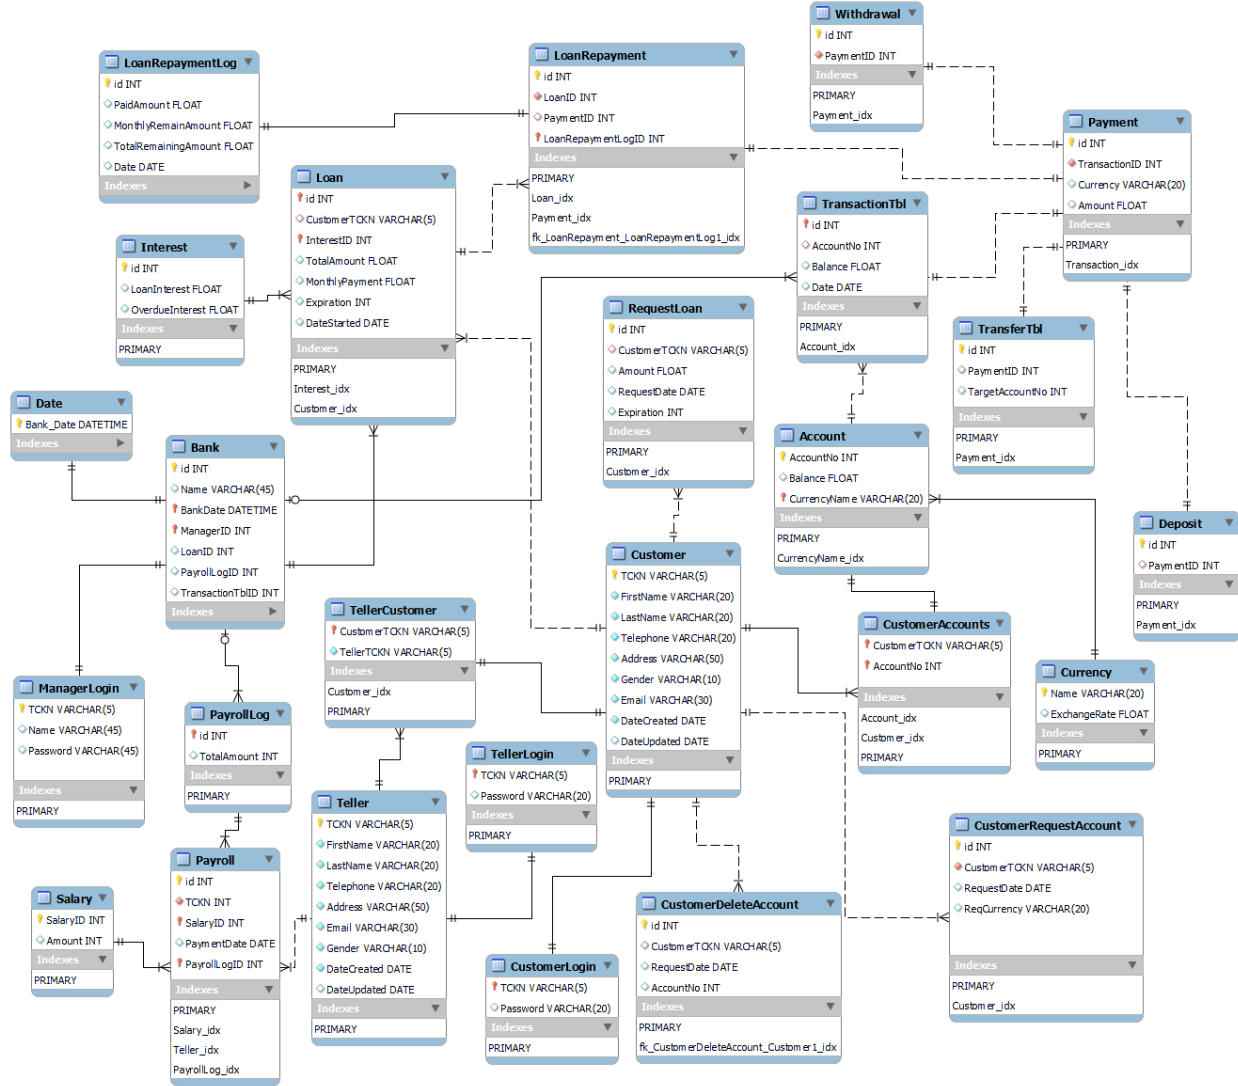 LoanRepaymentLog
id INT
PaidAmount FLOAT
MonthlyRemainAmount FLOAT
TotalRemainingAmount FLOAT
Date DATE
Indexes
LoanRepayment
id INT
LoanID INT
PaymentID INT
LoanRepaymentLogID INT
Indexes
PRIMARY
Loan_idx
Payment_idx
fk_LoanRepayment_LoanRepaymentLog1_idx
Withdrawal
id INT
PaymentID INT
Indexes
PRIMARY
Payment_idx
Payment
id INT
TransactionID INT
Currency VARCHAR(20)
Amount FLOAT
Indexes
PRIMARY
Transaction_idx
Loan
id INT
CustomerTCKN VARCHAR(5)
InterestID INT
TotalAmount FLOAT
MonthlyPayment FLOAT
Expiration INT
DateStarted DATE
Indexes
PRIMARY
Interest_idx
Customer_idx
Interest
id INT
LoanInterest FLOAT
OverdueInterest FLOAT
Indexes
PRIMARY
TransactionTbl
id INT
AccountNo INT
Balance FLOAT
Date DATE
Indexes
PRIMARY
Account_idx
RequestLoan
id INT
CustomerTCKN VARCHAR(5)
Amount FLOAT
RequestDate DATE
Expiration INT
Indexes
PRIMARY
Customer_idx
TransferTbl
id INT
PaymentID INT
TargetAccountNo INT
Indexes
PRIMARY
Payment_idx
Date
Bank_Date DATETIME
Indexes
Bank
id INT
Name VARCHAR(45)
BankDate DATETIME
ManagerID INT
LoanID INT
PayrollLogID INT
TransactionTblID INT
Indexes
Account
AccountNo INT
Balance FLOAT
CurrencyName VARCHAR(20)
Indexes
PRIMARY
CurrencyName_idx
Deposit
id INT
PaymentID INT
Indexes
PRIMARY
Payment_idx
Customer
TCKN VARCHAR(5)
FirstName VARCHAR(20)
LastName VARCHAR(20)
Telephone VARCHAR(20)
Address VARCHAR(50)
Gender VARCHAR(10)
Email VARCHAR(30)
DateCreated DATE
DateUpdated DATE
Indexes
PRIMARY
TellerCustomer
CustomerTCKN VARCHAR(5)
TellerTCKN VARCHAR(5)
Indexes
Customer_idx
PRIMARY
CustomerAccounts
CustomerTCKN VARCHAR(5)
AccountNo INT
Indexes
Account_idx
Customer_idx
PRIMARY
Currency
Name VARCHAR(20)
ExchangeRate FLOAT
Indexes
PRIMARY
ManagerLogin
TCKN VARCHAR(5)
Name VARCHAR(45)
Password VARCHAR(45)
Indexes
PRIMARY
PayrollLog
id INT
TotalAmount INT
Indexes
PRIMARY
TellerLogin
TCKN VARCHAR(5)
Password VARCHAR(20)
Indexes
PRIMARY
Teller
TCKN VARCHAR(5)
FirstName VARCHAR(20)
LastName VARCHAR(20)
Telephone VARCHAR(20)
Address VARCHAR(50)
Email VARCHAR(30)
Gender VARCHAR(10)
DateCreated DATE
DateUpdated DATE
Indexes
PRIMARY
CustomerRequestAccount
id INT
CustomerTCKN VARCHAR(5)
RequestDate DATE
ReqCurrency VARCHAR(20)
Indexes
PRIMARY
Customer_idx
Payroll
id INT
TCKN INT
SalaryID INT
PaymentDate DATE
PayrollLogID INT
Indexes
PRIMARY
Salary_idx
Teller_idx
PayrollLog_idx
Salary
SalaryID INT
Amount INT
Indexes
PRIMARY
CustomerDeleteAccount
id INT
CustomerTCKN VARCHAR(5)
RequestDate DATE
AccountNo INT
Indexes
PRIMARY
fk_CustomerDeleteAccount_Customer1_idx
CustomerLogin
TCKN VARCHAR(5)
Password VARCHAR(20)
Indexes
PRIMARY